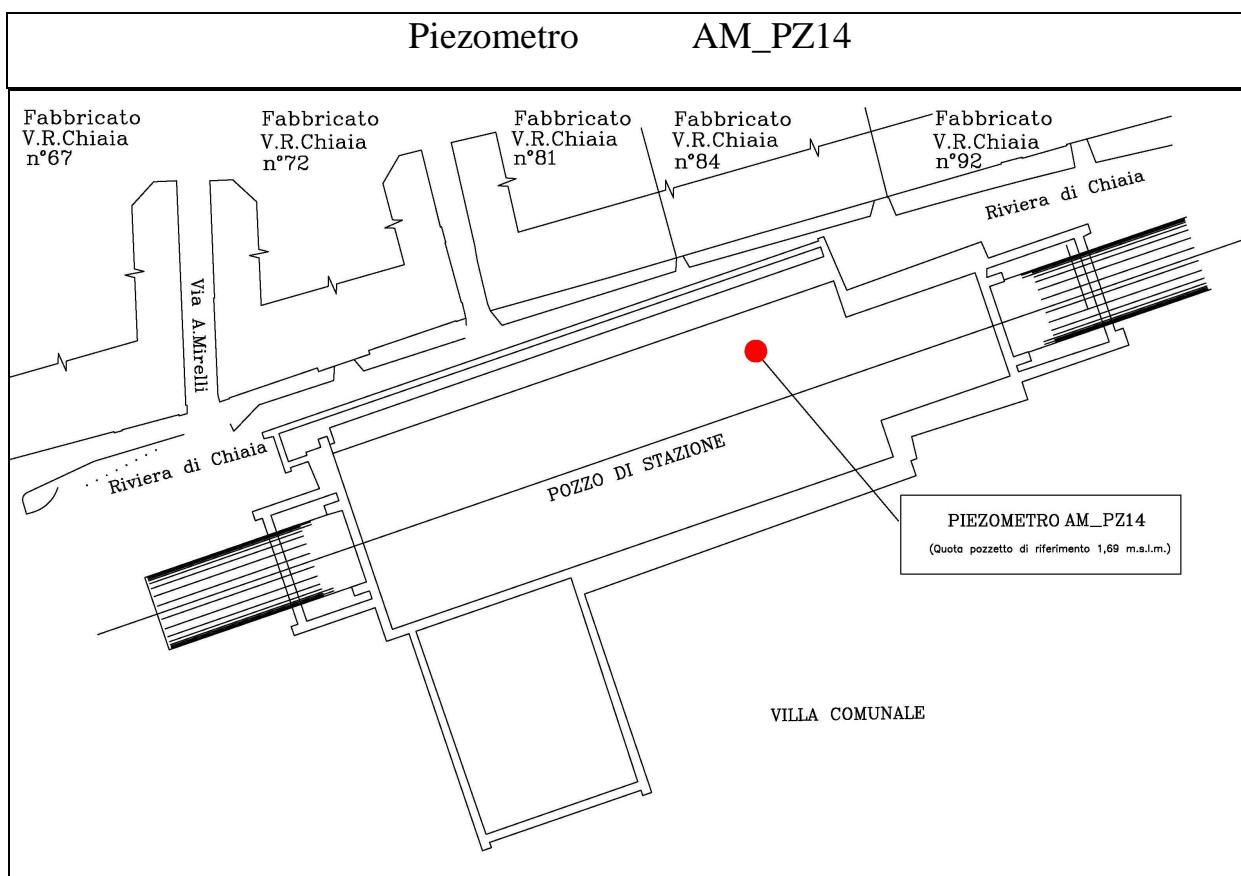 Piezometro AM_PZ14
Fabbricato
V.R.Chiaia
n°67
Fabbricato
V.R.Chiaia
n°72
Fabbricato
V.R.Chiaia
n°81
Fabbricato
V.R.Chiaia
n°84
Fabbricato
V.R.Chiaia
n°92
Riviera di Chiaia
Via A.Mirelli
Riviera di Chiaia
POZZO DI STAZIONE
PIEZOMETRO AM_PZ14
(Quota pozzetto di riferimento 1,69 m.s.l.m.)
VILLA COMUNALE